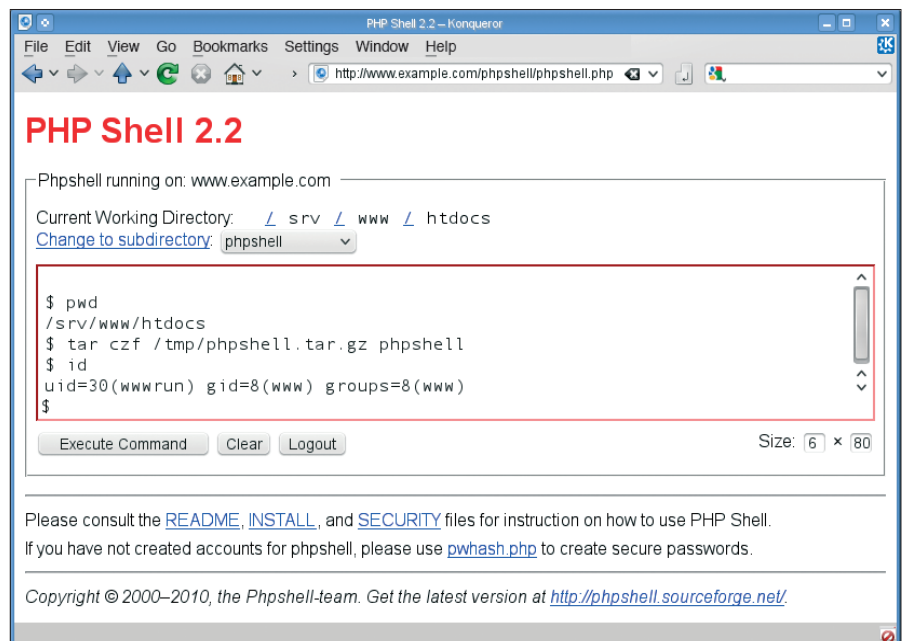 PHP Shell 2.2 – Konqueror
File Edit View Go Bookmarks Settings Window Help
http://www.example.com/phpshell/phpshell.php
PHP Shell 2.2
Phpshell running on: www.example.com
Current Working Directory: / srv / www / htdocs
Change to subdirectory: phpshell
$ pwd
/srv/www/htdocs
$ tar czf /tmp/phpshell.tar.gz phpshell
$ id
uid=30(wwwrun) gid=8(www) groups=8(www)
$
Execute Command Clear Logout Size: 6 × 80
Please consult the README, INSTALL, and SECURITY files for instruction on how to use PHP Shell.
If you have not created accounts for phpshell, please use pwhash.php to create secure passwords.
Copyright © 2000–2010, the Phpshell-team. Get the latest version at http://phpshell.sourceforge.net/.